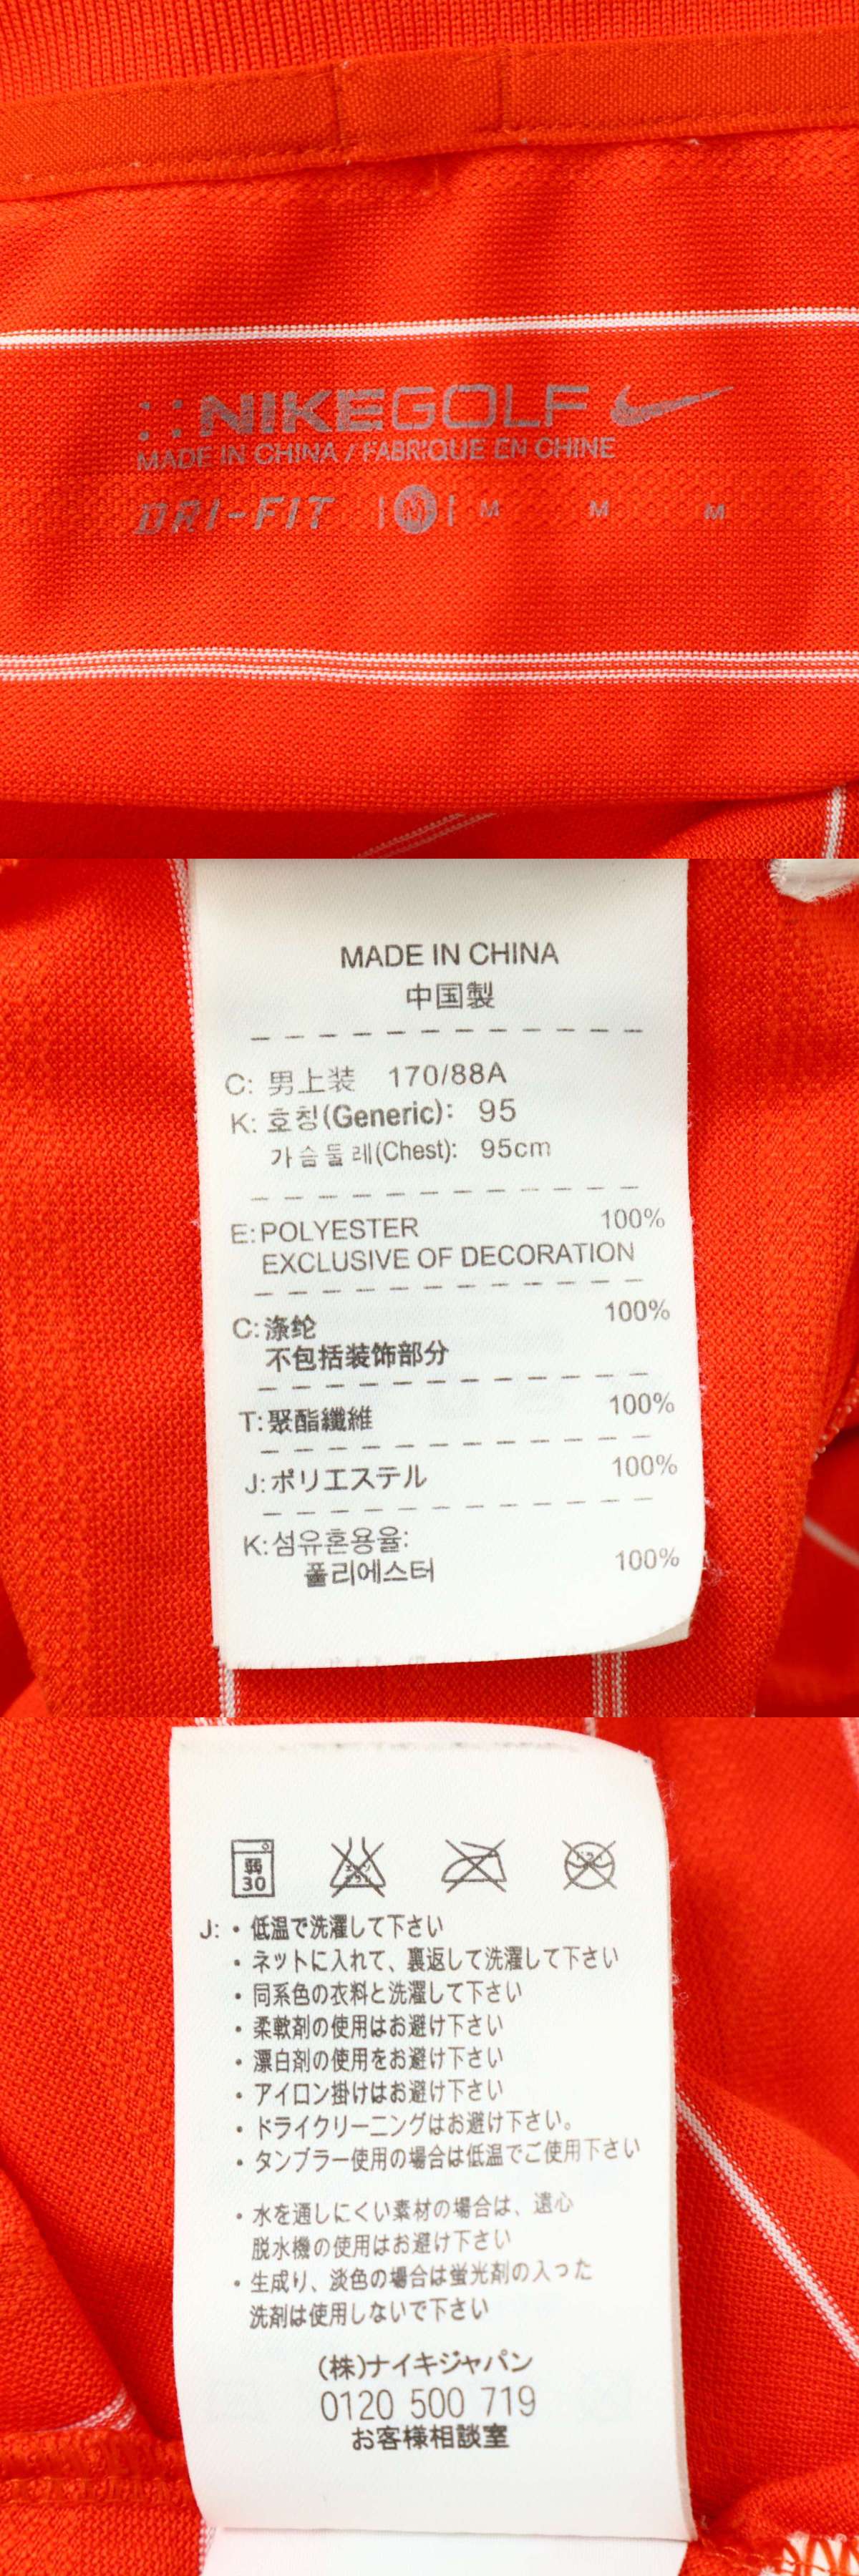 NIKEGOLF
MADE IN CHINA / FABRIQUE EN CHINE
DRI-FIT | M | M M M
MADE IN CHINA
中国製
C: 男上装 170/88A
K: 호칭(Generic): 95
가슴둘레(Chest): 95cm
E:POLYESTER 100%
EXCLUSIVE OF DECORATION
C:涤纶 100%
不包括装饰部分
T:聚酯纖維 100%
J:ポリエステル 100%
K:섬유혼용율:
폴리에스터 100%
弱
30
J: ・低温で洗濯して下さい
・ネットに入れて、裏返して洗濯して下さい
・同系色の衣料と洗濯して下さい
・柔軟剤の使用はお避け下さい
・漂白剤の使用をお避け下さい
・アイロン掛けはお避け下さい
・ドライクリーニングはお避け下さい。
・タンブラー使用の場合は低温でご使用下さい
・水を通しにくい素材の場合は、遠心
脱水機の使用はお避け下さい
・生成り、淡色の場合は蛍光剤の入った
洗剤は使用しないで下さい
(株)ナイキジャパン
0120 500 719
お客様相談室